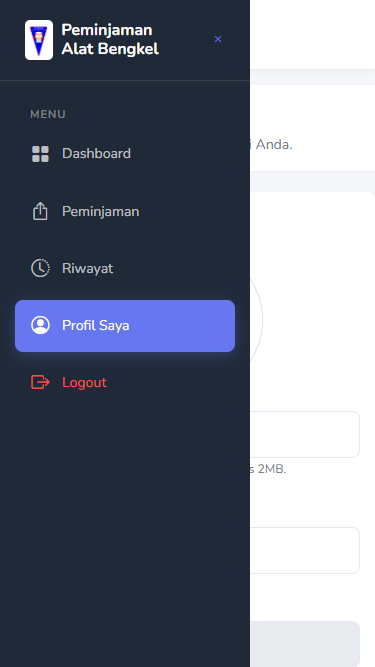 Peminjaman
Alat Bengkel
×
MENU
Dashboard
i Anda.
Peminjaman
Riwayat
Profil Saya
Logout
s 2MB.